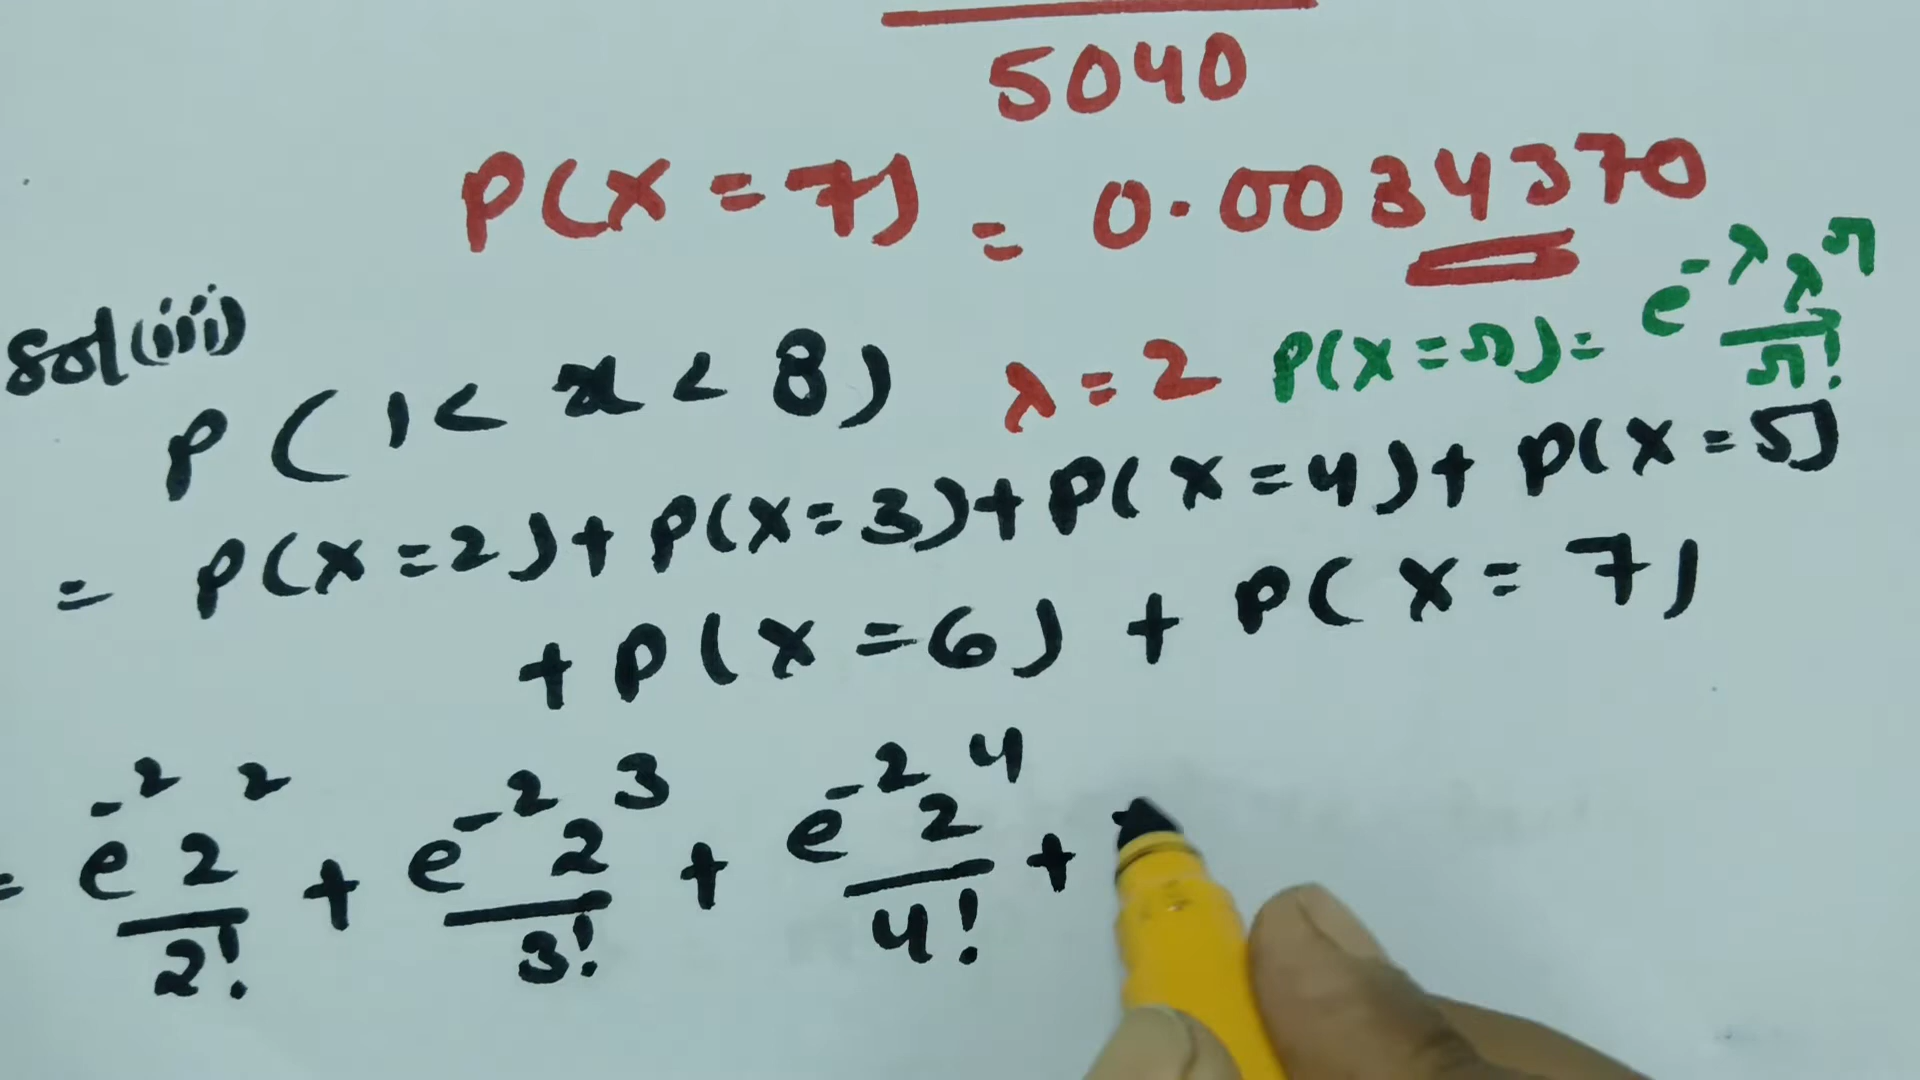 5040
P(X = 7) = 0.0034370
Sol(iii)
P(1 < x < 8) λ = 2 P(X = n) = e^-λ λ^n / n!
= P(X = 2) + P(X = 3) + P(X = 4) + P(X = 5)
+ P(X = 6) + P(X = 7)
= e^-2 2^2 / 2! + e^-2 2^3 / 3! + e^-2 2^4 / 4! +